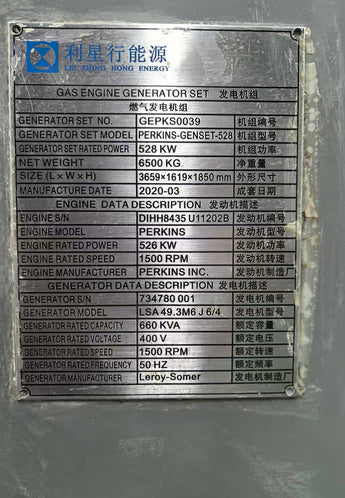 利星行能源
LEI SHING HONG ENERGY
GAS ENGINE GENERATOR SET 发电机组
燃气发电机组
GENERATOR SET NO. GEPKS0039 机组编号
GENERATOR SET MODEL PERKINS-GENSET-528 机组型号
GENERATOR SET RATED POWER 528 KW 机组功率
NET WEIGHT 6500 KG 净重量
SIZE (L x W x H) 3659×1619×1850 mm 外形尺寸
MANUFACTURE DATE 2020-03 成套日期
ENGINE DATA DESCRIPTION 发动机描述
ENGINE S/N DIHH8435 U11202B 发动机编号
ENGINE MODEL PERKINS 发动机型号
ENGINE RATED POWER 526 KW 发动机功率
ENGINE RATED SPEED 1500 RPM 发动机转速
ENGINE MANUFACTURER PERKINS INC. 发动机制造厂
GENERATOR DATA DESCRIPTION 发电机描述
GENERATOR S/N 734780 001 发电机编号
GENERATOR MODEL LSA 49.3M6 J 6/4 发电机型号
GENERATOR RATED CAPACITY 660 KVA 额定容量
GENERATOR RATED VOLTAGE 400 V 额定电压
GENERATOR RATED SPEED 1500 RPM 额定转速
GENERATOR RATED FREQUENCY 50 HZ 额定频率
GENERATOR MANUFACTURER Leroy-Somer 发电机制造厂